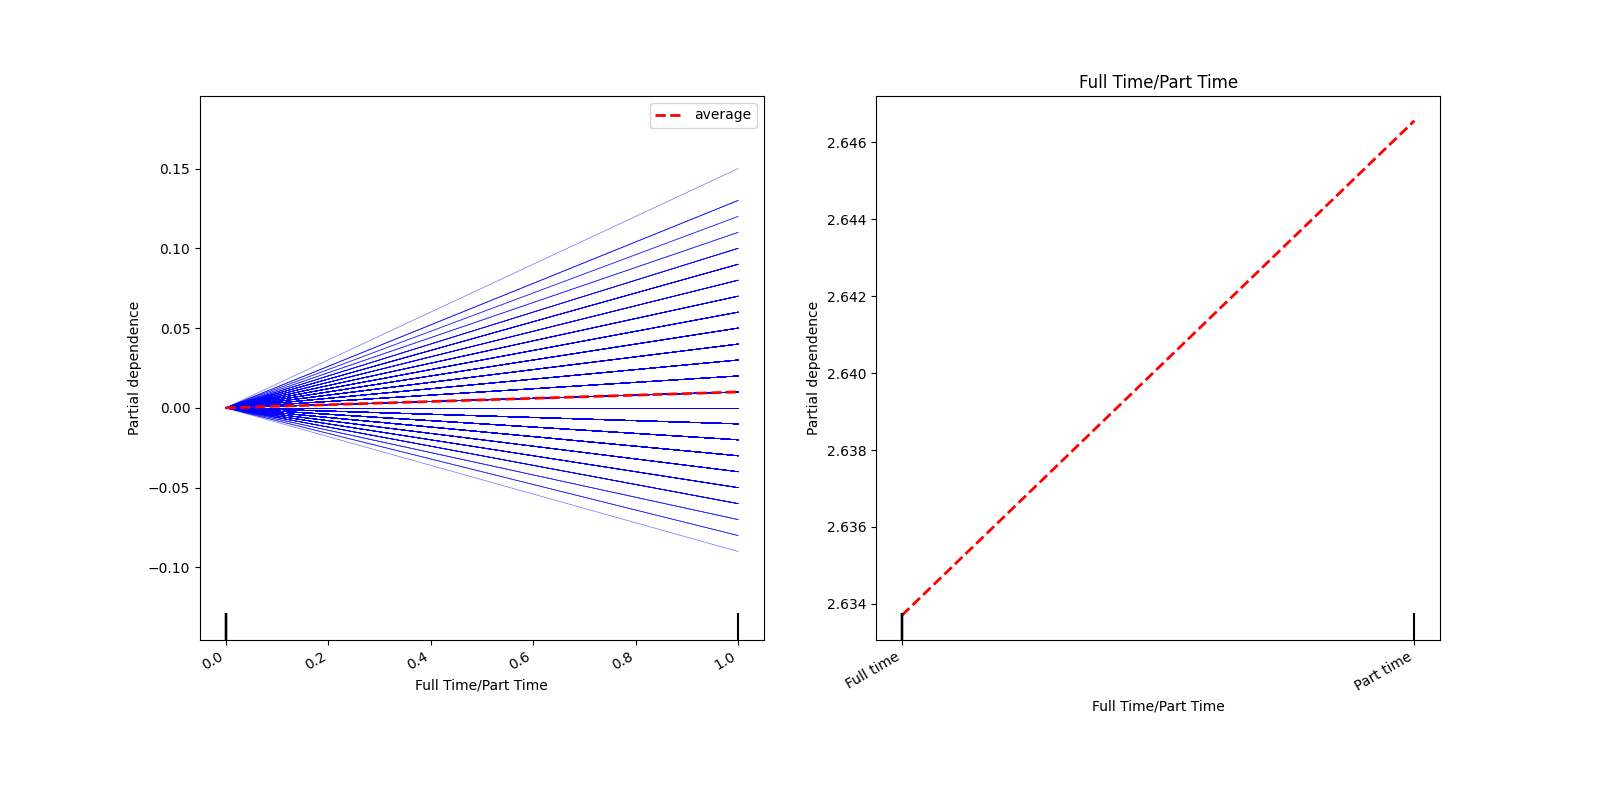 average
0.15
0.10
0.05
0.00
−0.05
−0.10
Partial dependence
0.0
0.2
0.4
0.6
0.8
1.0
Full Time/Part Time
Full Time/Part Time
2.646
2.644
2.642
2.640
2.638
2.636
2.634
Partial dependence
Full time
Part time
Full Time/Part Time